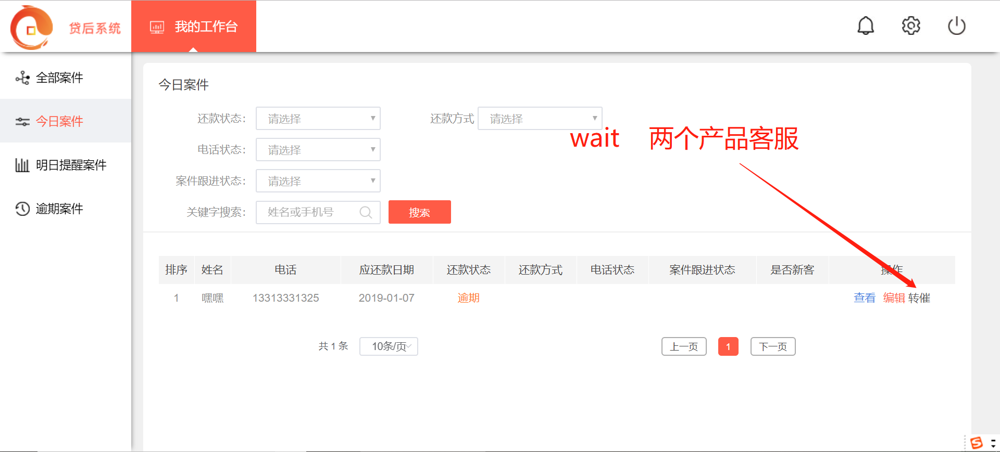 贷后系统
我的工作台
全部案件
今日案件
明日提醒案件
逾期案件
今日案件
还款状态： 请选择 还款方式 请选择
wait 两个产品客服
电话状态： 请选择
案件跟进状态： 请选择
关键字搜索： 姓名或手机号 搜索
排序 姓名 电话 应还款日期 还款状态 还款方式 电话状态 案件跟进状态 是否新客 操作
1 嘿嘿 13313331325 2019-01-07 逾期 查看 编辑 转催
共 1 条 10条/页 上一页 1 下一页